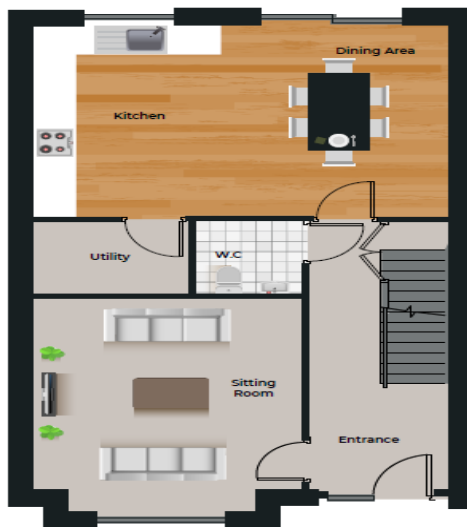 Dining Area
Kitchen
Utility
W.C
Sitting
Room
Entrance